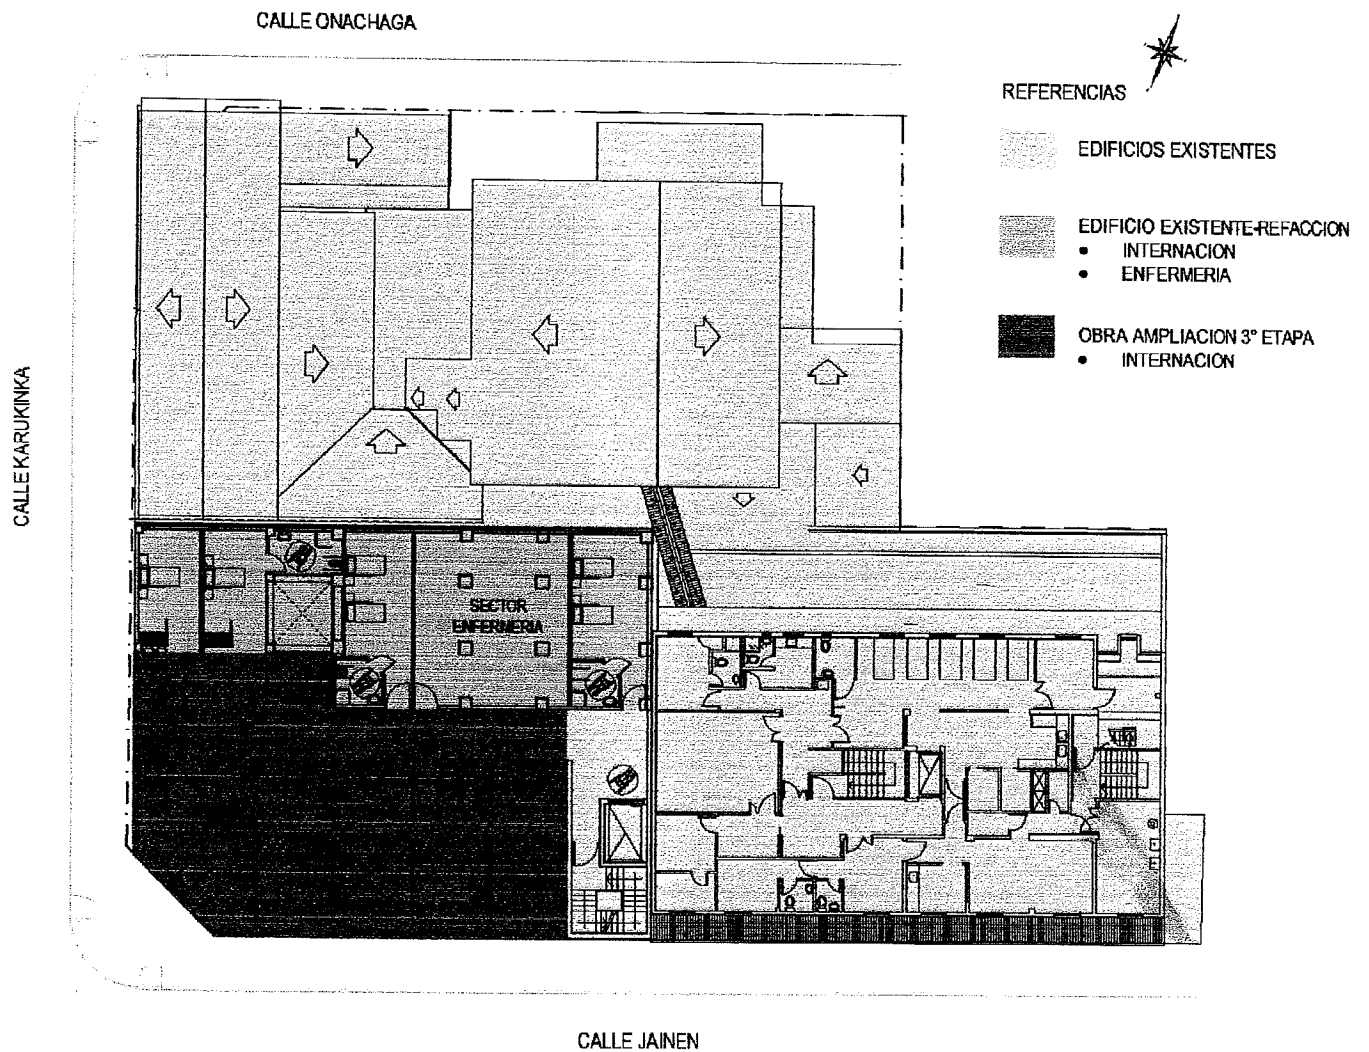 CALLE ONACHAGA
REFERENCIAS
EDIFICIOS EXISTENTES
EDIFICIO EXISTENTE-REFACCION
• INTERNACION
• ENFERMERIA
OBRA AMPLIACION 3° ETAPA
• INTERNACION
CALLE KARUKINKA
SECTOR
ENFERMERIA
CALLE JAINEN